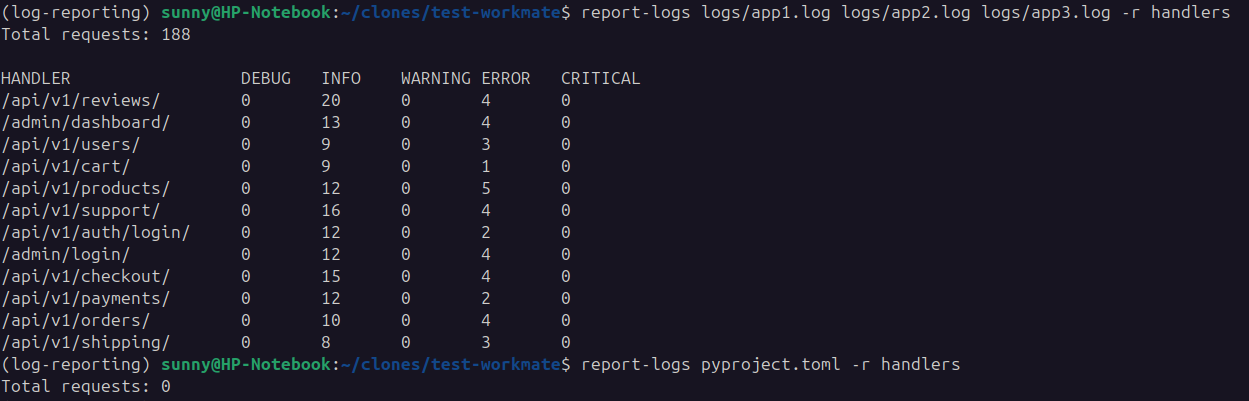 (log-reporting) sunny@HP-Notebook:~/clones/test-workmate$ report-logs logs/app1.log logs/app2.log logs/app3.log -r handlers
Total requests: 188

HANDLER                 DEBUG   INFO    WARNING ERROR   CRITICAL
/api/v1/reviews/        0       20      0       4       0
/admin/dashboard/       0       13      0       4       0
/api/v1/users/          0       9       0       3       0
/api/v1/cart/           0       9       0       1       0
/api/v1/products/       0       12      0       5       0
/api/v1/support/        0       16      0       4       0
/api/v1/auth/login/     0       12      0       2       0
/admin/login/           0       12      0       4       0
/api/v1/checkout/       0       15      0       4       0
/api/v1/payments/       0       12      0       2       0
/api/v1/orders/         0       10      0       4       0
/api/v1/shipping/       0       8       0       3       0
(log-reporting) sunny@HP-Notebook:~/clones/test-workmate$ report-logs pyproject.toml -r handlers
Total requests: 0